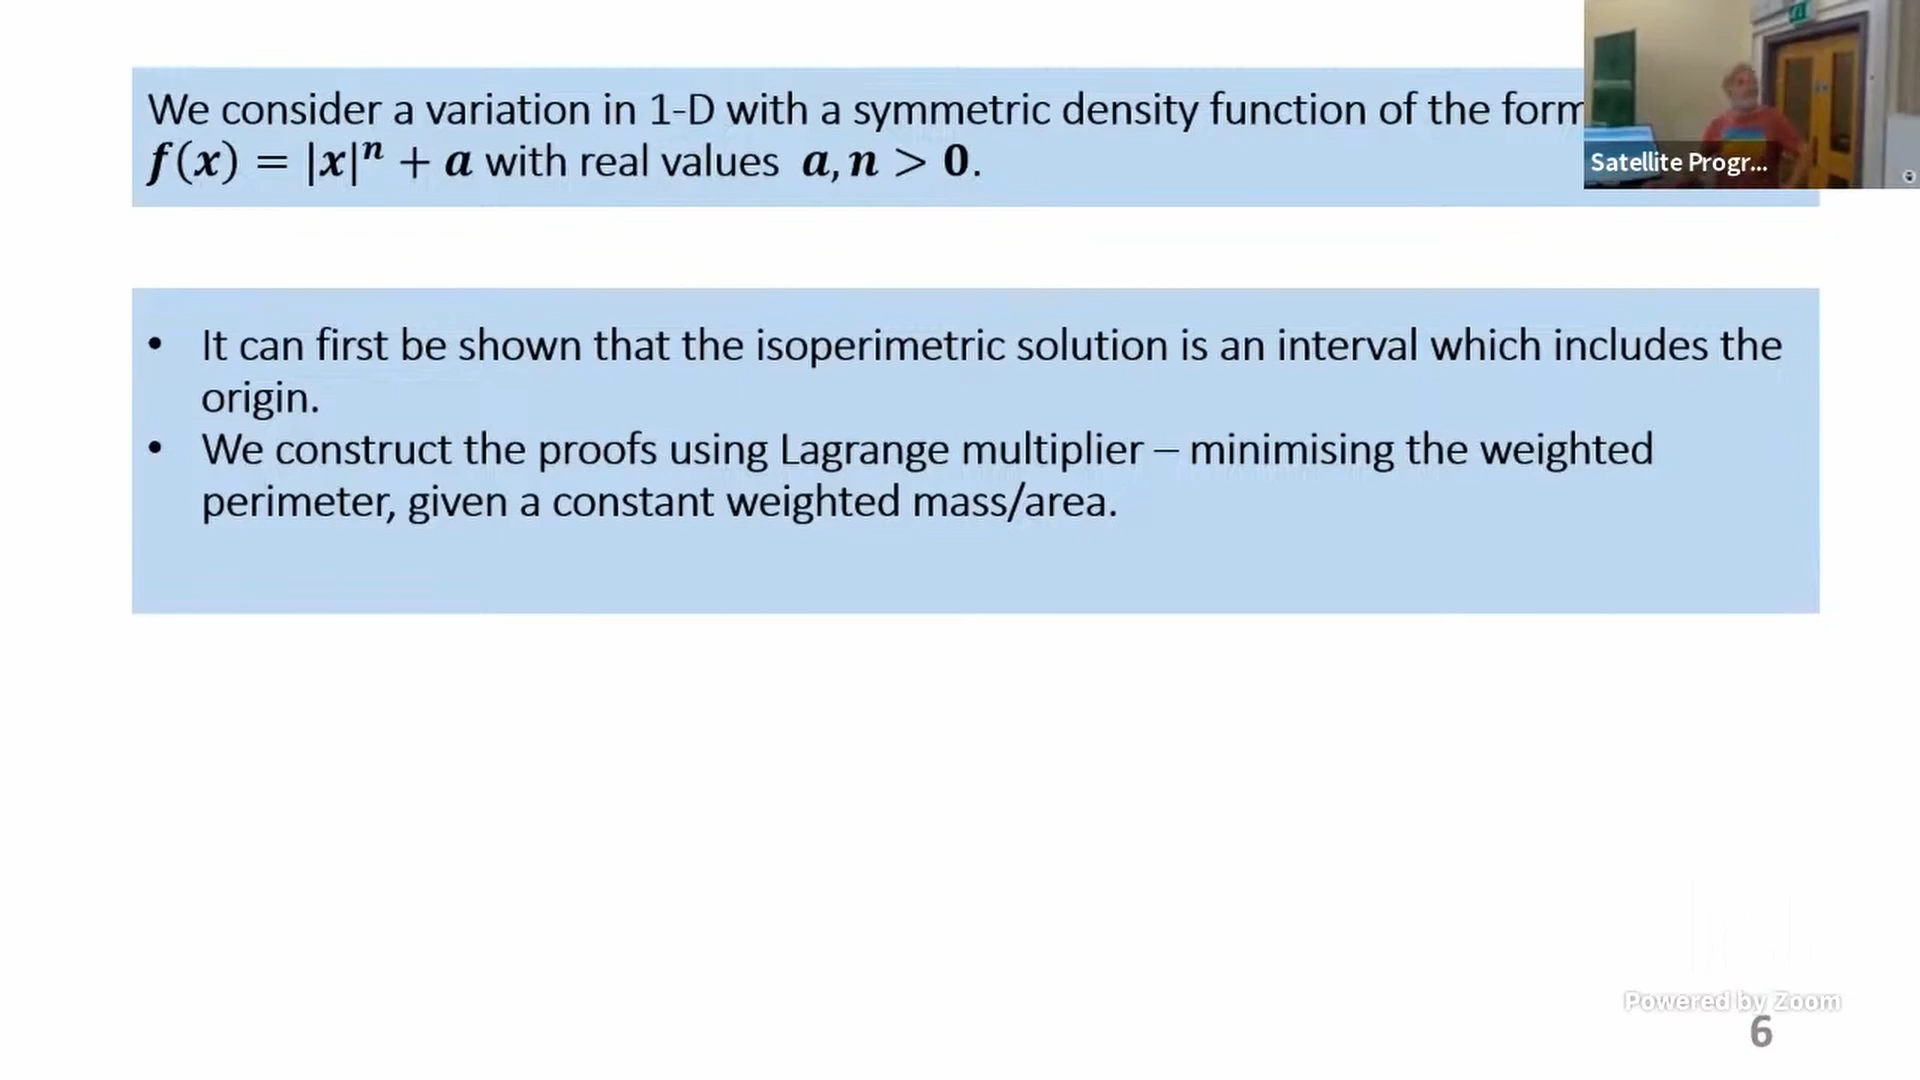 We consider a variation in 1-D with a symmetric density function of the form
f(x) = |x|ⁿ + a with real values a, n > 0.
Satellite Progr...
• It can first be shown that the isoperimetric solution is an interval which includes the
origin.
• We construct the proofs using Lagrange multiplier – minimising the weighted
perimeter, given a constant weighted mass/area.
Powered by Zoom
6